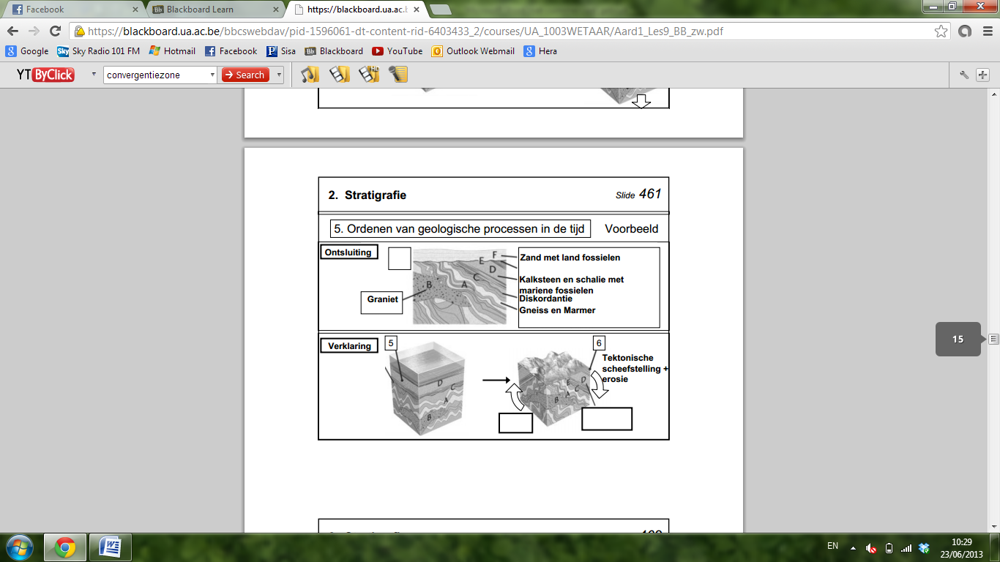 Facebook
Blackboard Learn
https://blackboard.ua.ac.b
https://blackboard.ua.ac.be/bbcswebdav/pid-1596061-dt-content-rid-6403433_2/courses/UA_1003WETAAR/Aard1_Les9_BB_zw.pdf
Google Sky Radio 101 FM Hotmail Facebook Sisa Blackboard YouTube Outlook Webmail Hera
YT ByClick convergentiezone Search
2. Stratigrafie Slide 461
5. Ordenen van geologische processen in de tijd Voorbeeld
Ontsluiting
F
E
D
C
B
A
Graniet
Zand met land fossielen
Kalksteen en schalie met
mariene fossielen
Diskordantie
Gneiss en Marmer
Verklaring
5
D
C
A
B
6
E
D
C
A
B
Tektonische
scheefstelling +
erosie
15
EN
10:29
23/06/2013